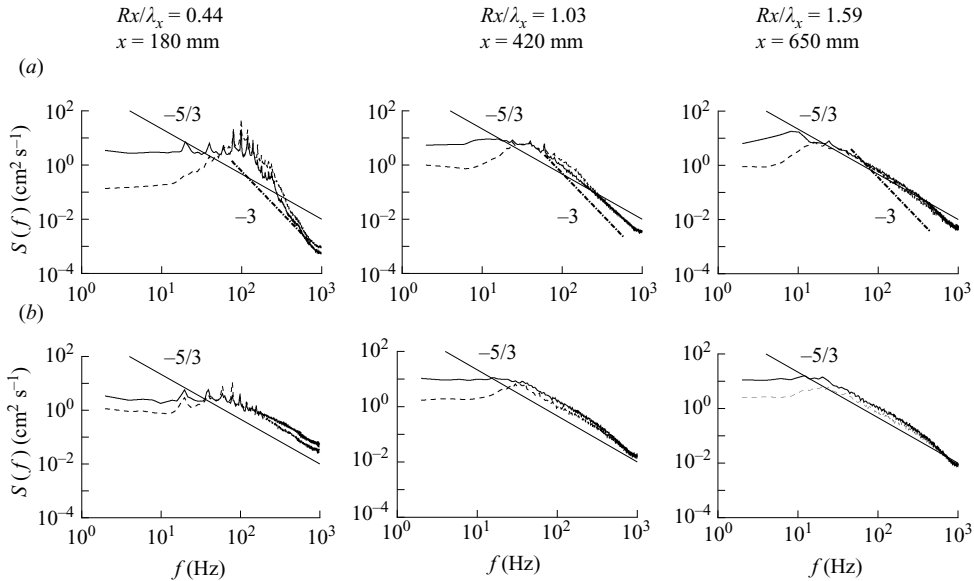 Rx/λx = 0.44
x = 180 mm
Rx/λx = 1.03
x = 420 mm
Rx/λx = 1.59
x = 650 mm
(a)
S(f) (cm² s⁻¹)
10²
10⁰
10⁻²
10⁻⁴
−5/3
−3
10⁰ 10¹ 10² 10³
10²
10⁰
10⁻²
10⁻⁴
−5/3
−3
10⁰ 10¹ 10² 10³
10²
10⁰
10⁻²
10⁻⁴
−5/3
−3
10⁰ 10¹ 10² 10³
(b)
S(f) (cm² s⁻¹)
10²
10⁰
10⁻²
10⁻⁴
−5/3
10⁰ 10¹ 10² 10³
f (Hz)
10²
10⁰
10⁻²
10⁻⁴
−5/3
10⁰ 10¹ 10² 10³
f (Hz)
10²
10⁰
10⁻²
10⁻⁴
−5/3
10⁰ 10¹ 10² 10³
f (Hz)